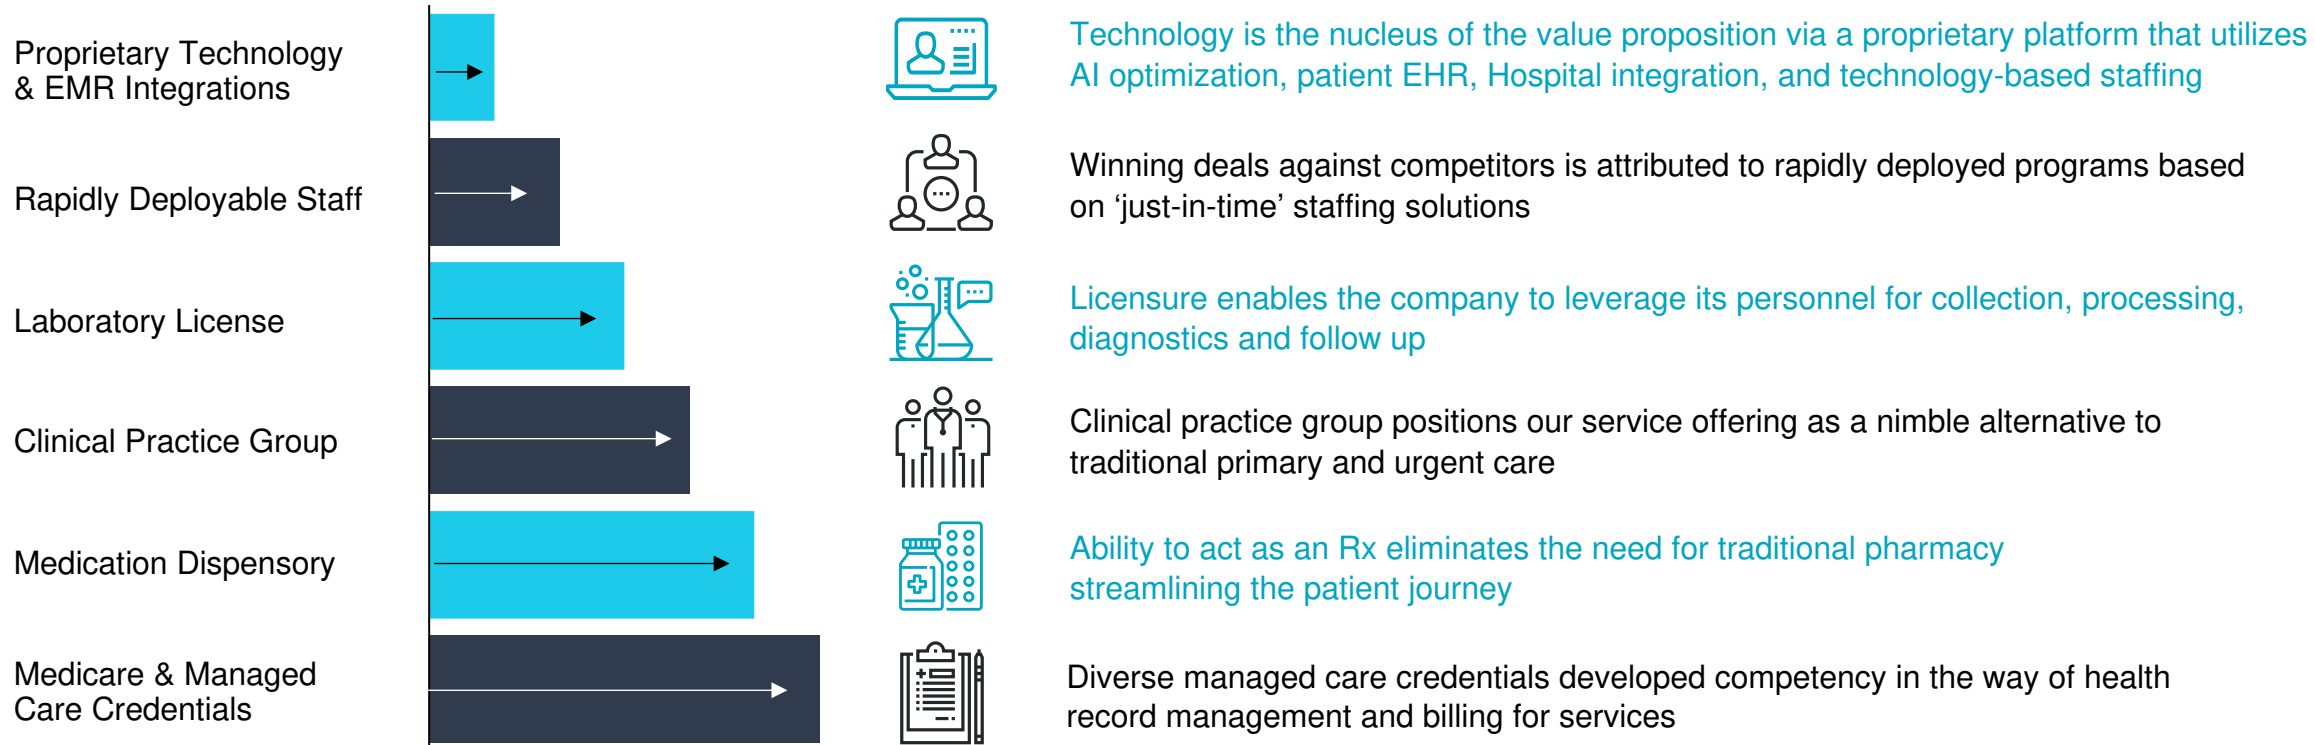 Proprietary Technology
& EMR Integrations
Technology is the nucleus of the value proposition via a proprietary platform that utilizes
AI optimization, patient EHR, Hospital integration, and technology-based staffing
Rapidly Deployable Staff
Winning deals against competitors is attributed to rapidly deployed programs based
on ‘just-in-time’ staffing solutions
Laboratory License
Licensure enables the company to leverage its personnel for collection, processing,
diagnostics and follow up
Clinical Practice Group
Clinical practice group positions our service offering as a nimble alternative to
traditional primary and urgent care
Medication Dispensory
Ability to act as an Rx eliminates the need for traditional pharmacy
streamlining the patient journey
Medicare & Managed
Care Credentials
Diverse managed care credentials developed competency in the way of health
record management and billing for services